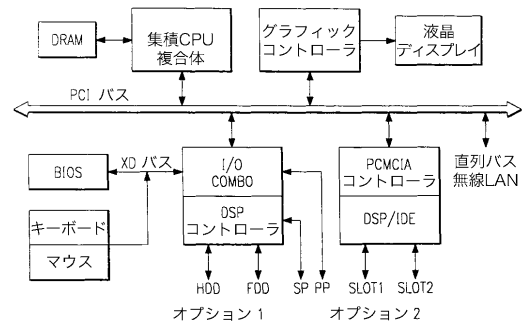 DRAM
集積CPU
複合体
グラフィック
コントローラ
液晶
ディスプレイ
PCI バス
BIOS
XD バス
I/O
COMBO
DSP
コントローラ
PCMCIA
コントローラ
DSP/IDE
直列バス
無線LAN
キーボード
マウス
HDD
FDD
SP PP
SLOT1
SLOT2
オプション 1
オプション 2